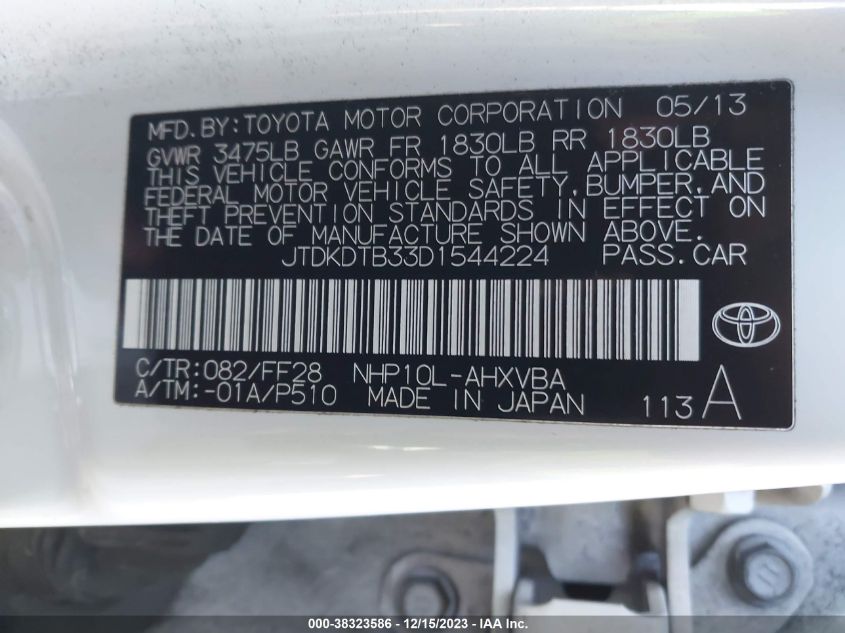 MFD. BY: TOYOTA MOTOR CORPORATION 05/13
GVWR 3475LB GAWR FR 1830LB RR 1830LB
THIS VEHICLE CONFORMS TO ALL APPLICABLE
FEDERAL MOTOR VEHICLE SAFETY, BUMPER, AND
THEFT PREVENTION STANDARDS IN EFFECT ON
THE DATE OF MANUFACTURE SHOWN ABOVE.
JTDKDTB33D1544224 PASS. CAR
C/TR: 082/FF28 NHP10L-AHXVBA
A/TM: -01A/P510 MADE IN JAPAN 113 A
000-38323586 - 12/15/2023 - IAA Inc.